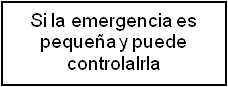 Si la emergencia es
pequeña y puede
controlalrla